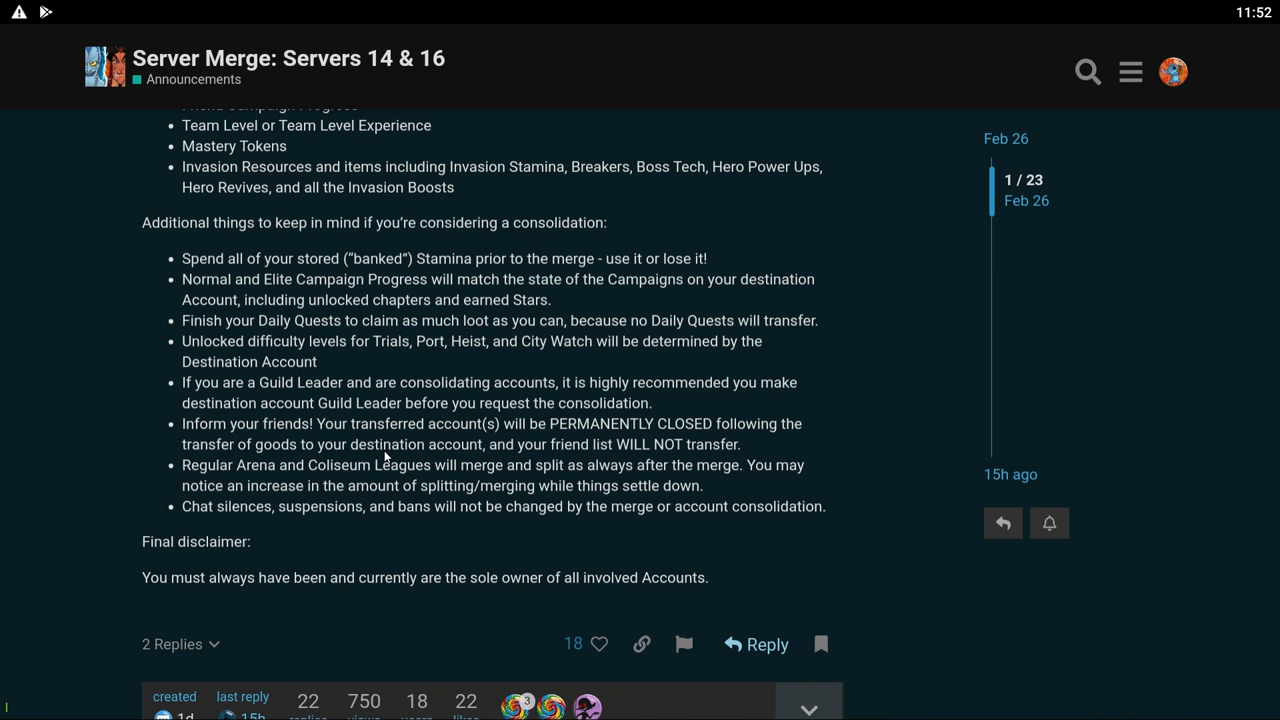 11:52
Server Merge: Servers 14 & 16
Announcements
Friend Campaign Progress
Team Level or Team Level Experience
Mastery Tokens
Invasion Resources and items including Invasion Stamina, Breakers, Boss Tech, Hero Power Ups,
Hero Revives, and all the Invasion Boosts
Additional things to keep in mind if you’re considering a consolidation:
Spend all of your stored (“banked”) Stamina prior to the merge - use it or lose it!
Normal and Elite Campaign Progress will match the state of the Campaigns on your destination
Account, including unlocked chapters and earned Stars.
Finish your Daily Quests to claim as much loot as you can, because no Daily Quests will transfer.
Unlocked difficulty levels for Trials, Port, Heist, and City Watch will be determined by the
Destination Account
If you are a Guild Leader and are consolidating accounts, it is highly recommended you make
destination account Guild Leader before you request the consolidation.
Inform your friends! Your transferred account(s) will be PERMANENTLY CLOSED following the
transfer of goods to your destination account, and your friend list WILL NOT transfer.
Regular Arena and Coliseum Leagues will merge and split as always after the merge. You may
notice an increase in the amount of splitting/merging while things settle down.
Chat silences, suspensions, and bans will not be changed by the merge or account consolidation.
Final disclaimer:
You must always have been and currently are the sole owner of all involved Accounts.
2 Replies
18
Reply
created
last reply
22
750
18
22
3
1d
15h
replies
views
users
likes
Feb 26
1 / 23
Feb 26
15h ago